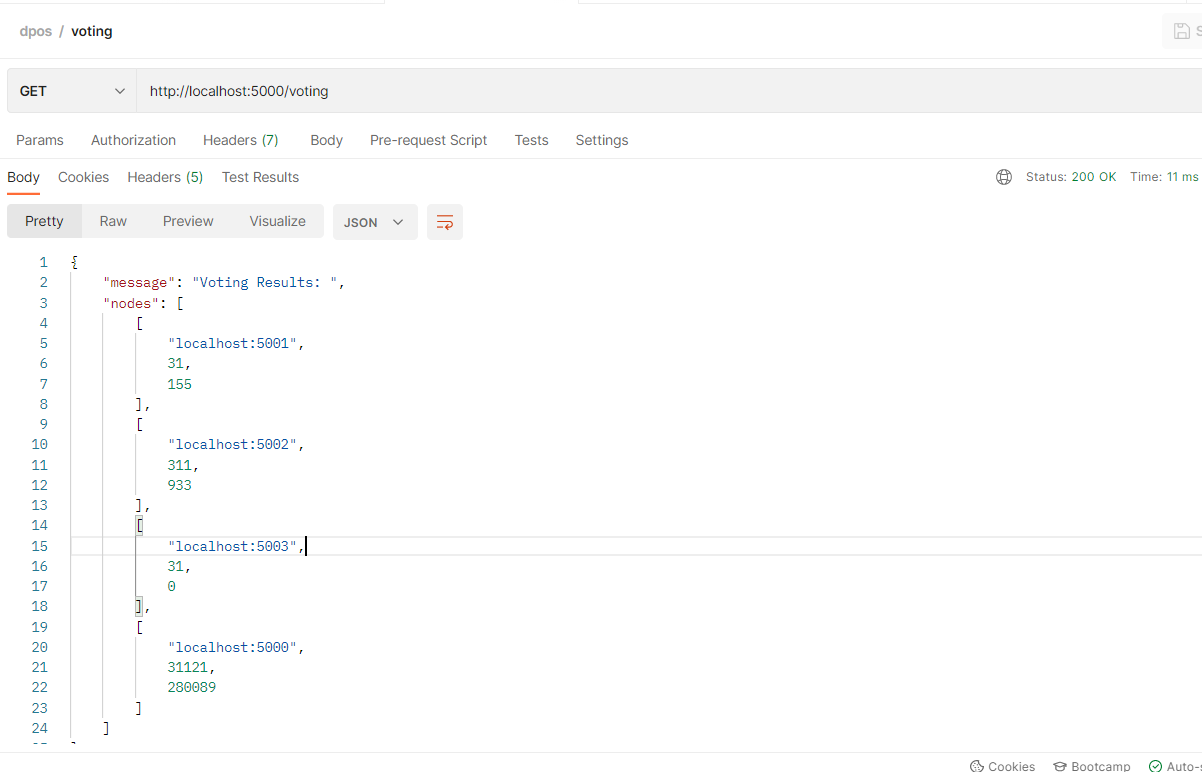 dpos / voting
GET http://localhost:5000/voting
Params Authorization Headers (7) Body Pre-request Script Tests Settings
Body Cookies Headers (5) Test Results Status: 200 OK Time: 11 ms
Pretty Raw Preview Visualize JSON
1 {
2 "message": "Voting Results: ",
3 "nodes": [
4 [
5 "localhost:5001",
6 31,
7 155
8 ],
9 [
10 "localhost:5002",
11 311,
12 933
13 ],
14 [
15 "localhost:5003",
16 31,
17 0
18 ],
19 [
20 "localhost:5000",
21 31121,
22 280089
23 ]
24 ]
Cookies Bootcamp Auto-